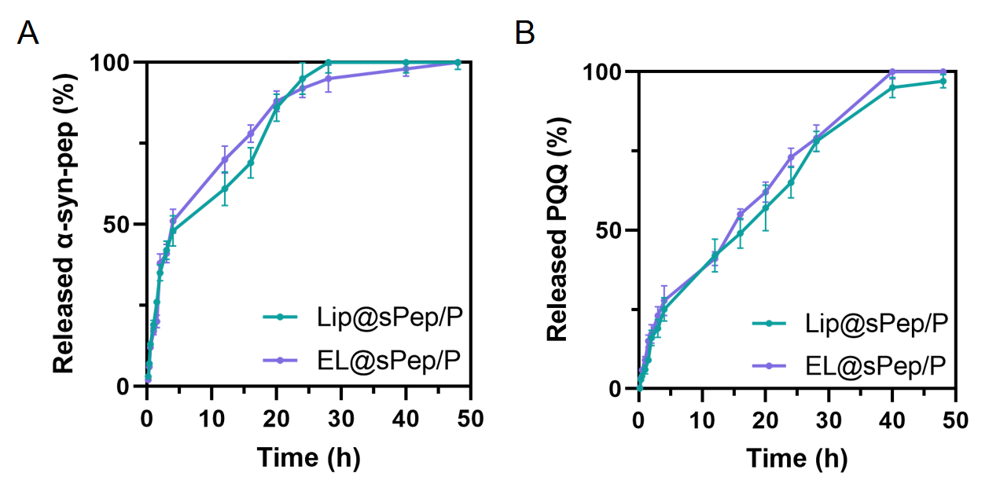 A
Released α-syn-pep (%)
100
50
0
Lip@sPep/P
EL@sPep/P
0 10 20 30 40 50
Time (h)
B
Released PQQ (%)
100
50
0
Lip@sPep/P
EL@sPep/P
0 10 20 30 40 50
Time (h)